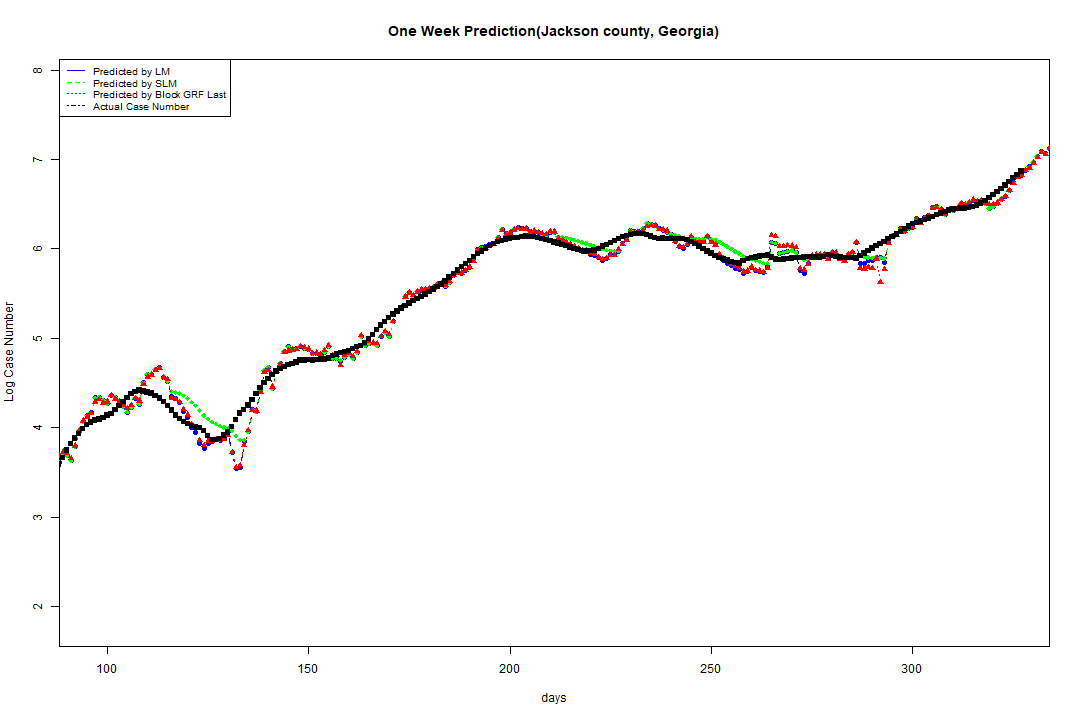 One Week Prediction(Jackson county, Georgia)
Predicted by LM
Predicted by SLM
Predicted by Block GRF Last
Actual Case Number
8
7
6
5
4
3
2
Log Case Number
100 150 200 250 300
days